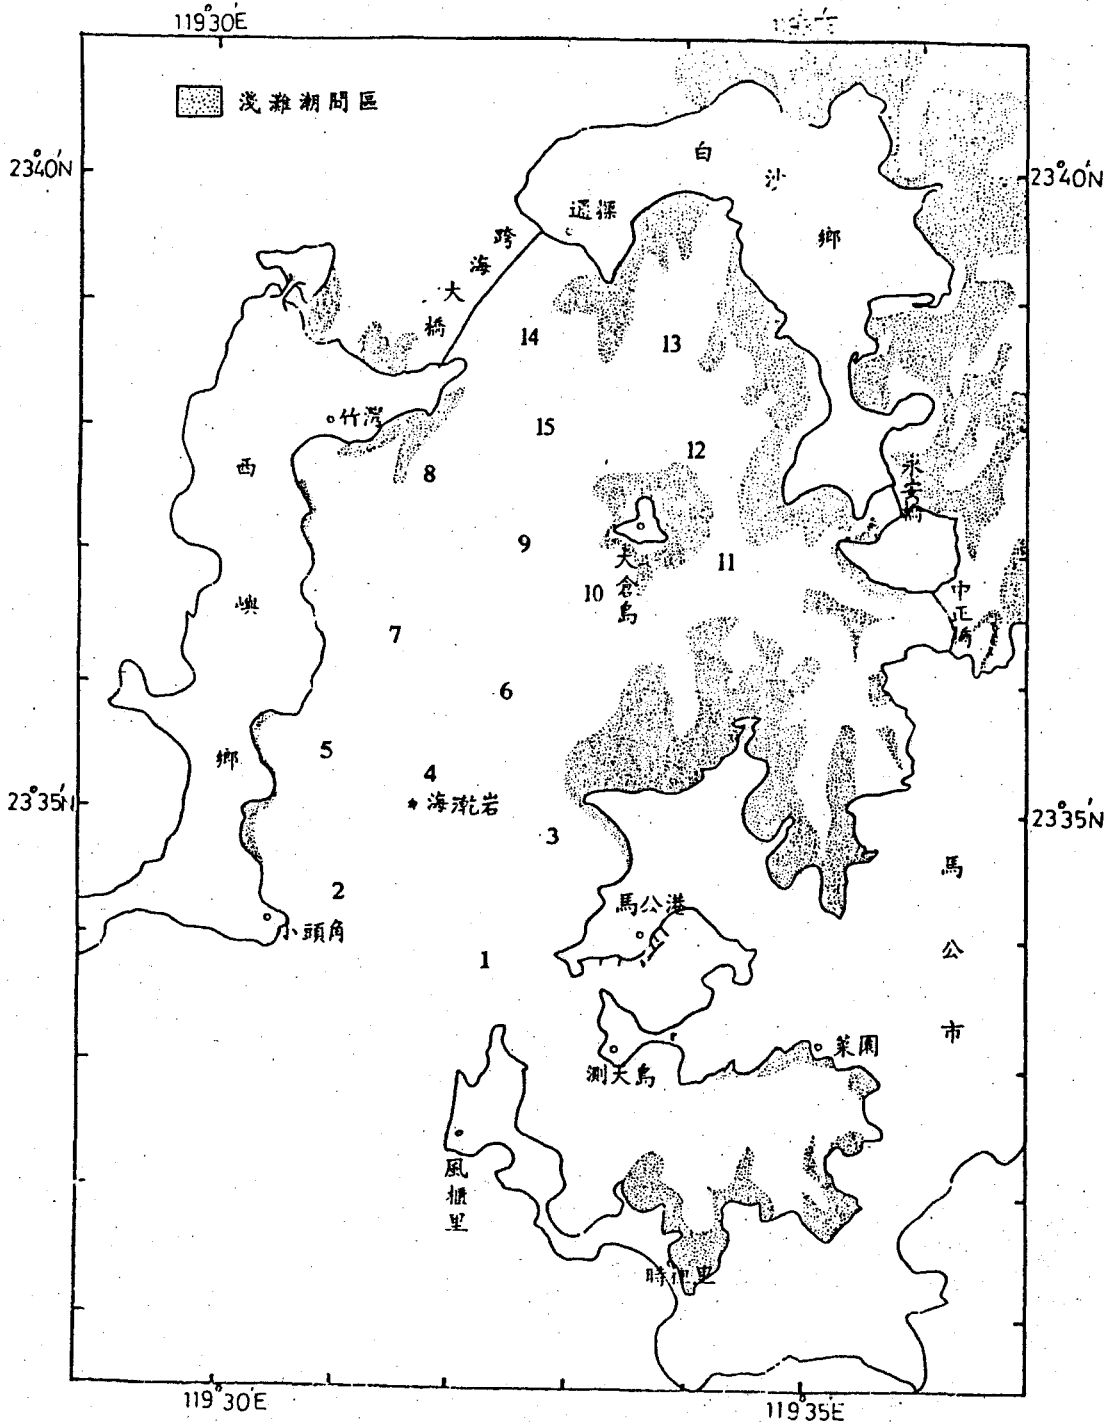 119°30'E
淺灘潮間區
23°40'N
23°40'N
白沙鄉
通樑
跨海大橋
14
13
竹灣
15
12
8
西嶼鄉
永安橋
9
大倉島
11
10
中正橋
7
6
5
4
23°35'N
海漧岩
23°35'N
3
馬公市
2
馬公港
小頭角
1
菜園
測天島
風櫃里
時裡里
119°30'E
119°35'E